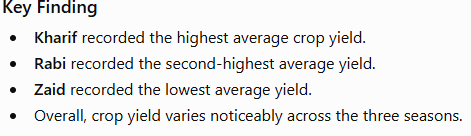 Key Finding
• Kharif recorded the highest average crop yield.
• Rabi recorded the second-highest average yield.
• Zaid recorded the lowest average yield.
• Overall, crop yield varies noticeably across the three seasons.